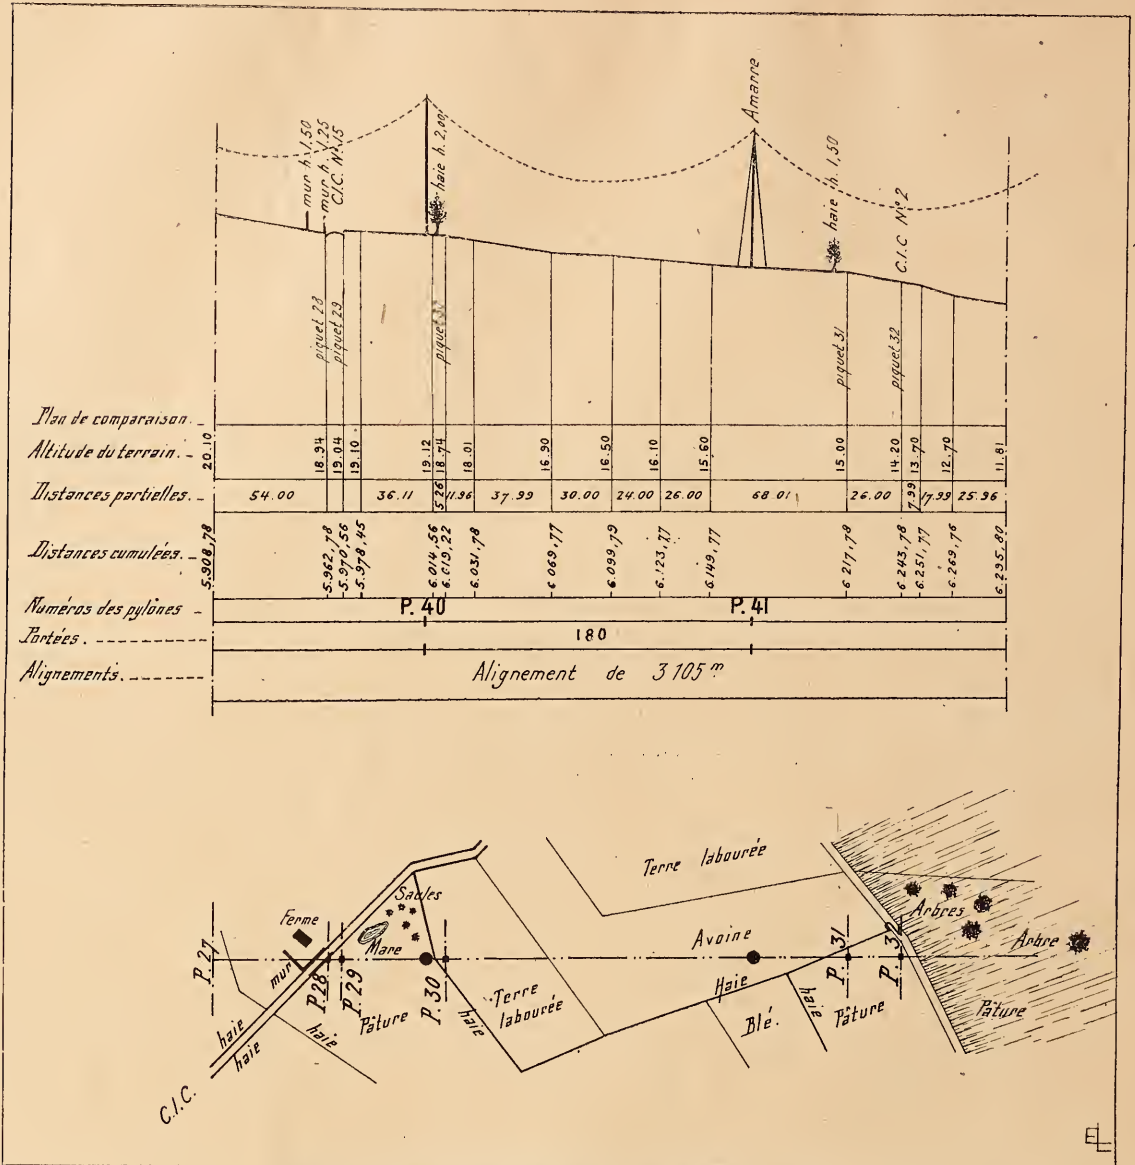 mur h. 1,50
mur h. 1,25
C.I.C. N° 15
haie h. 2,00
Amarre
haie h. 1,50
C.I.C N° 2
piquet 28
piquet 29
piquet 30
piquet 31
piquet 32
Plan de comparaison. -
Altitude du terrain. - 20.10 18.94 19.04 19.10 19.12 18.74 18.01 16.90 16.50 16.10 15.60 15.00 14.20 13.70 12.70 11.81
Distances partielles. - 54.00 36.11 5.26 11.96 37.99 30.00 24.00 26.00 68.01 26.00 7.99 17.99 25.96
Distances cumulées. - 5.908,78 5.962,78 5.970,56 5.978,45 6.014,56 6.019,22 6.031,78 6.069,77 6.099,79 6.123,77 6.149,77 6.217,78 6.243,78 6.251,77 6.269,76 6.295,80
Numéros des pylônes - P. 40 P. 41
Portées. 180
Alignements. Alignement de 3105 m
Terre labourée
Saules
Ferme
Arbres
Mare
Avoine
Arbre
P. 27
mur
P. 28
P. 29
P. 30
P. 31
P. 32
Terre
labourée
Haie
Pâture
haie
Blé.
haie
Pâture
Pâture
haie
haie
haie
C.I.C.
EL